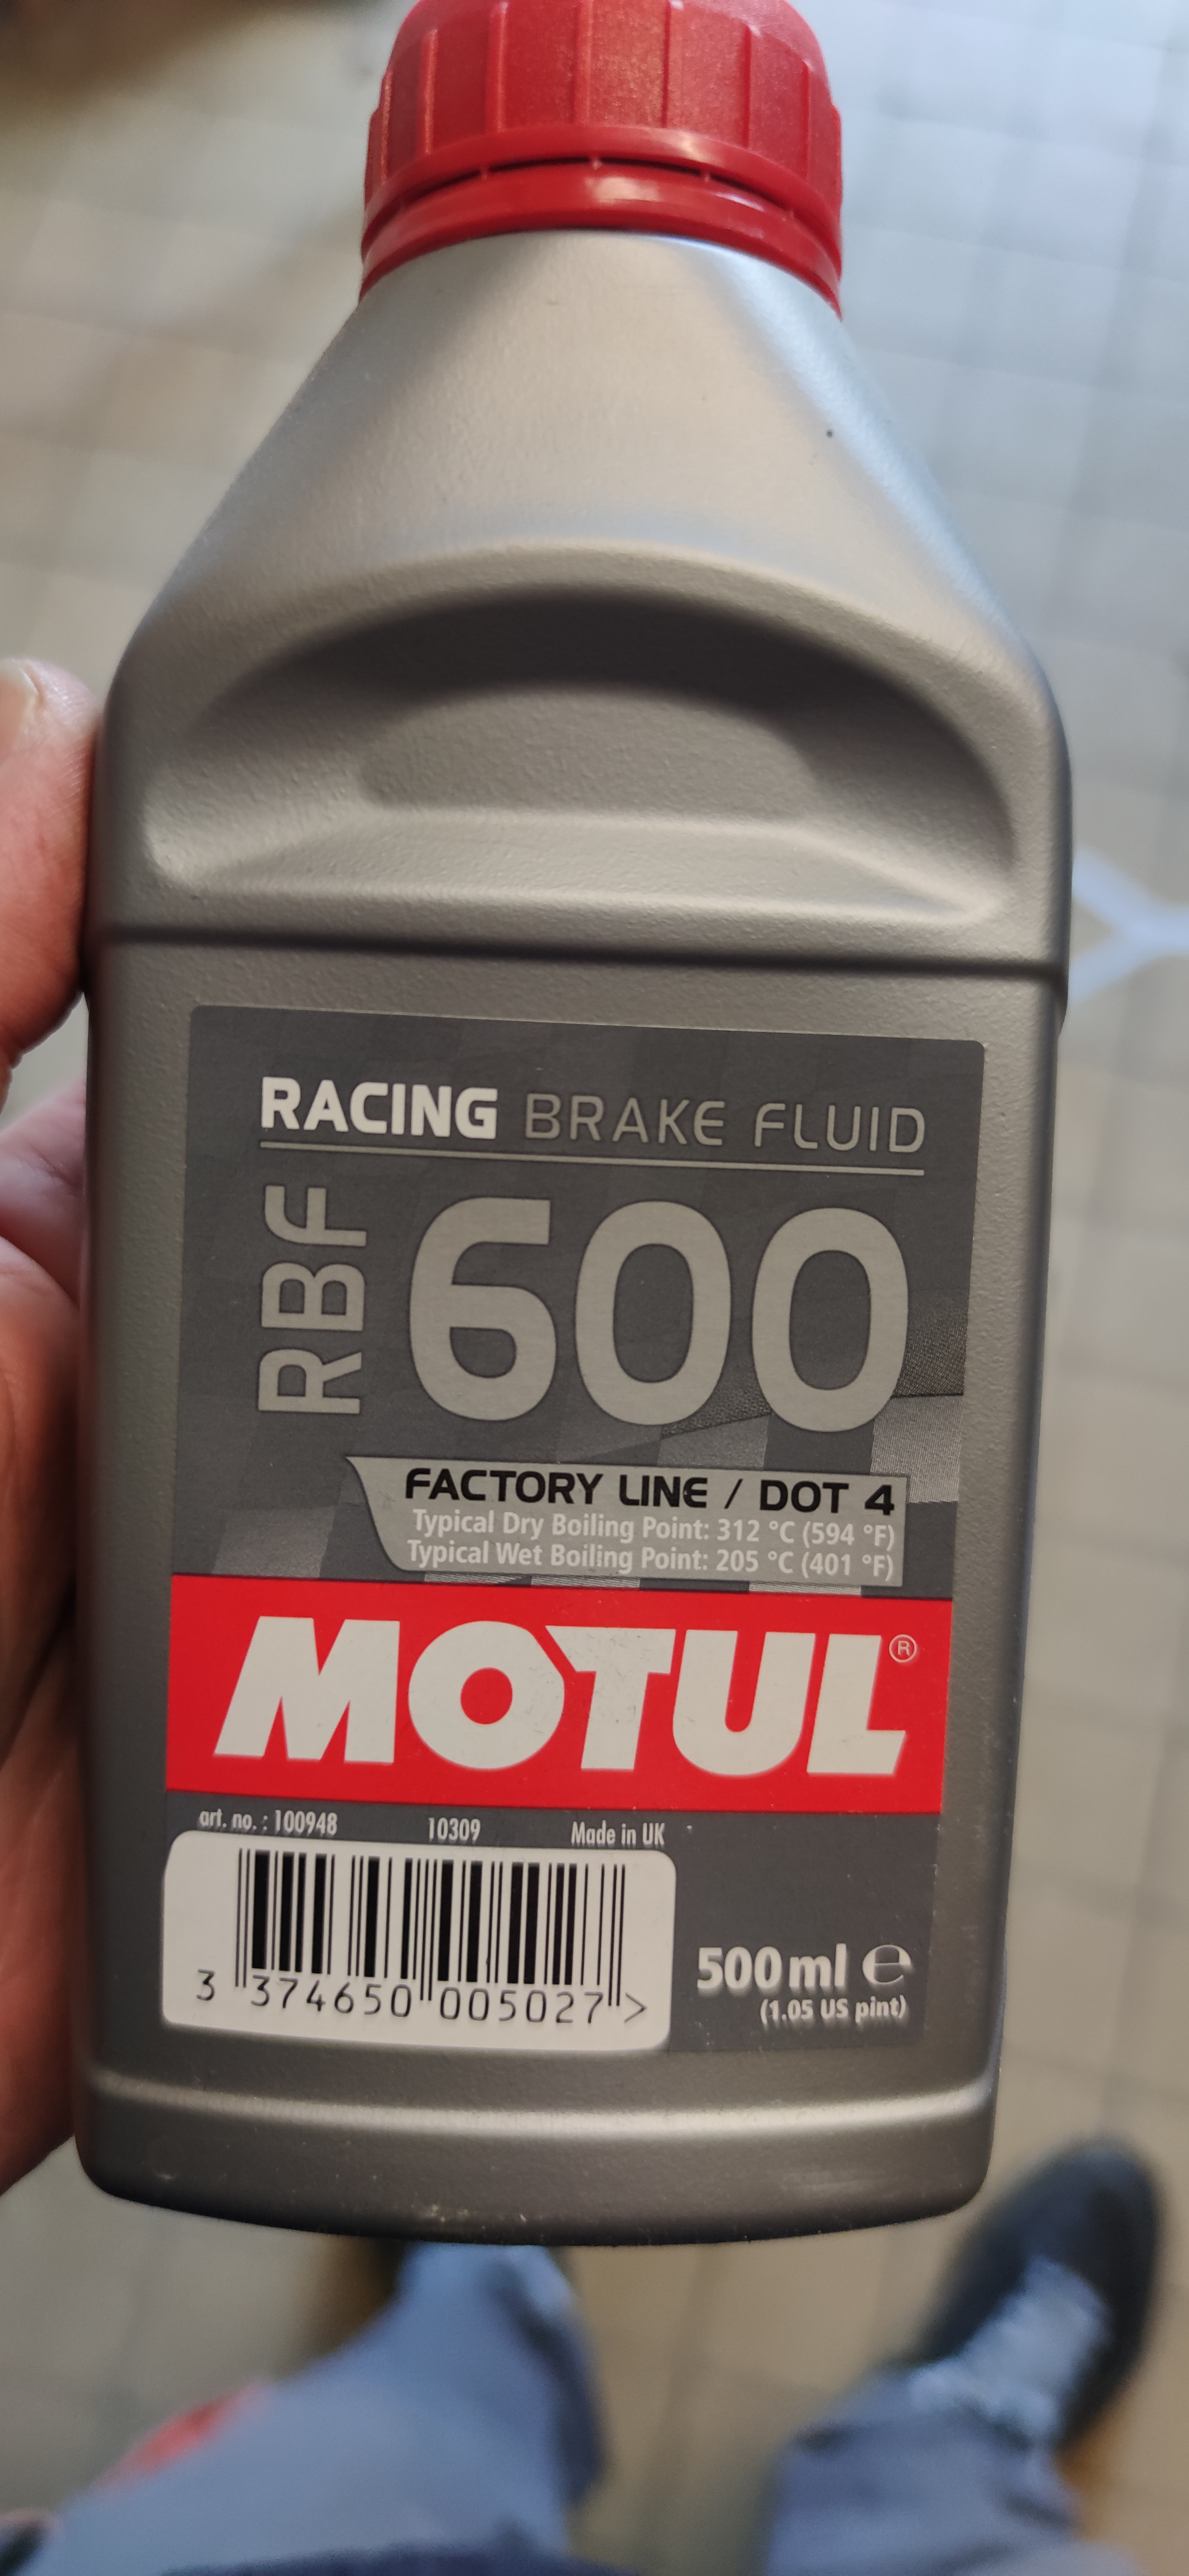 RACING BRAKE FLUID
RBF 600
FACTORY LINE / DOT 4
Typical Dry Boiling Point: 312 °C (594 °F)
Typical Wet Boiling Point: 205 °C (401 °F)
MOTUL®
art. no. : 100948 10309 Made in UK
3 374650 005027 >
500 ml ℮
(1.05 US pint)